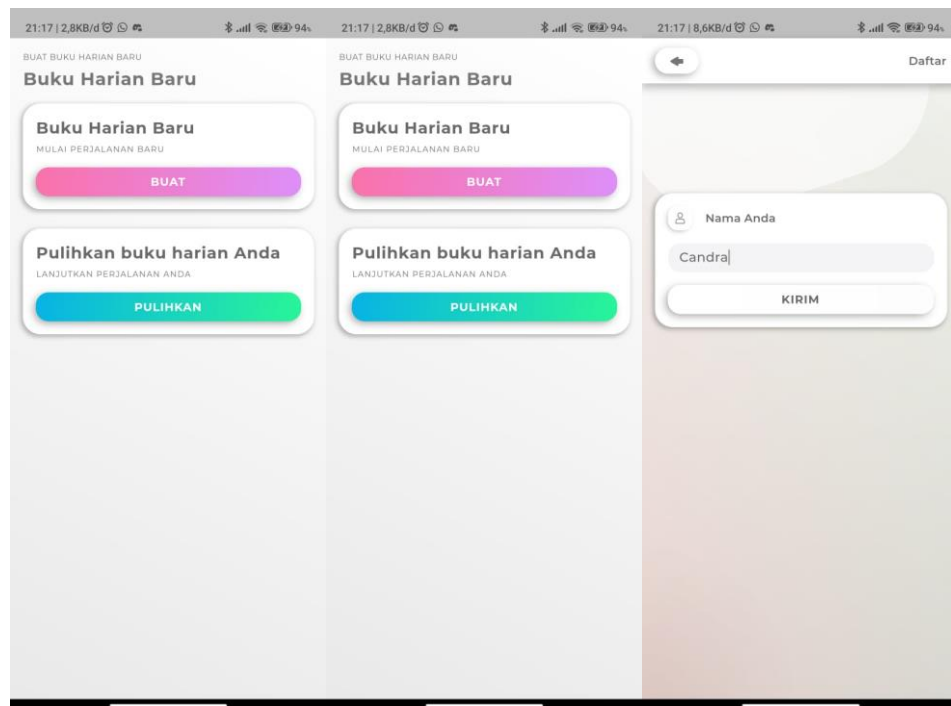 21:17 | 2,8KB/d
94%
BUAT BUKU HARIAN BARU
Buku Harian Baru
Buku Harian Baru
MULAI PERJALANAN BARU
BUAT
Pulihkan buku harian Anda
LANJUTKAN PERJALANAN ANDA
PULIHKAN
21:17 | 2,8KB/d
94%
BUAT BUKU HARIAN BARU
Buku Harian Baru
Buku Harian Baru
MULAI PERJALANAN BARU
BUAT
Pulihkan buku harian Anda
LANJUTKAN PERJALANAN ANDA
PULIHKAN
21:17 | 8,6KB/d
94%
Daftar
Nama Anda
Candra
KIRIM